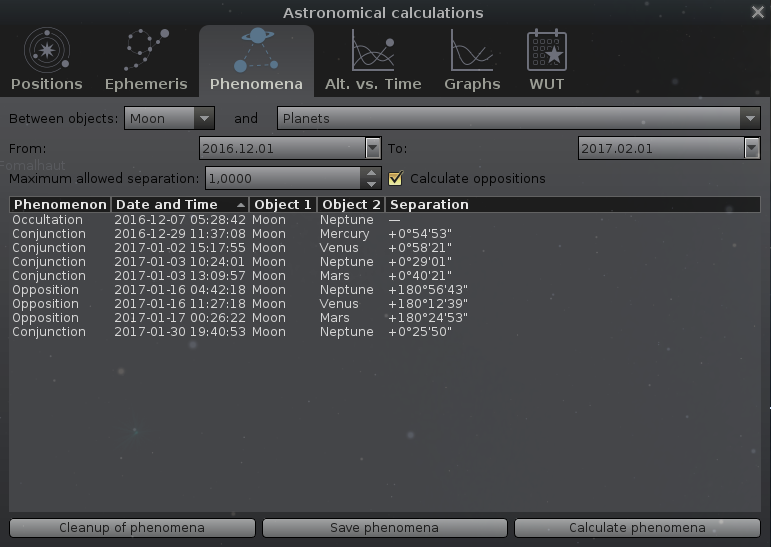 Astronomical calculations
Positions Ephemeris Phenomena Alt. vs. Time Graphs WUT
Between objects: Moon and Planets
From: 2016.12.01 To: 2017.02.01
Fomalhaut
Maximum allowed separation: 1,0000 Calculate oppositions
Phenomenon Date and Time Object 1 Object 2 Separation
Occultation 2016-12-07 05:28:42 Moon Neptune —
Conjunction 2016-12-29 11:37:08 Moon Mercury +0°54'53"
Conjunction 2017-01-02 15:17:55 Moon Venus +0°58'21"
Conjunction 2017-01-03 10:24:01 Moon Neptune +0°29'01"
Conjunction 2017-01-03 13:09:57 Moon Mars +0°40'21"
Opposition 2017-01-16 04:42:18 Moon Neptune +180°56'43"
Opposition 2017-01-16 11:27:18 Moon Venus +180°12'39"
Opposition 2017-01-17 00:26:22 Moon Mars +180°24'53"
Conjunction 2017-01-30 19:40:53 Moon Neptune +0°25'50"
Cleanup of phenomena Save phenomena Calculate phenomena